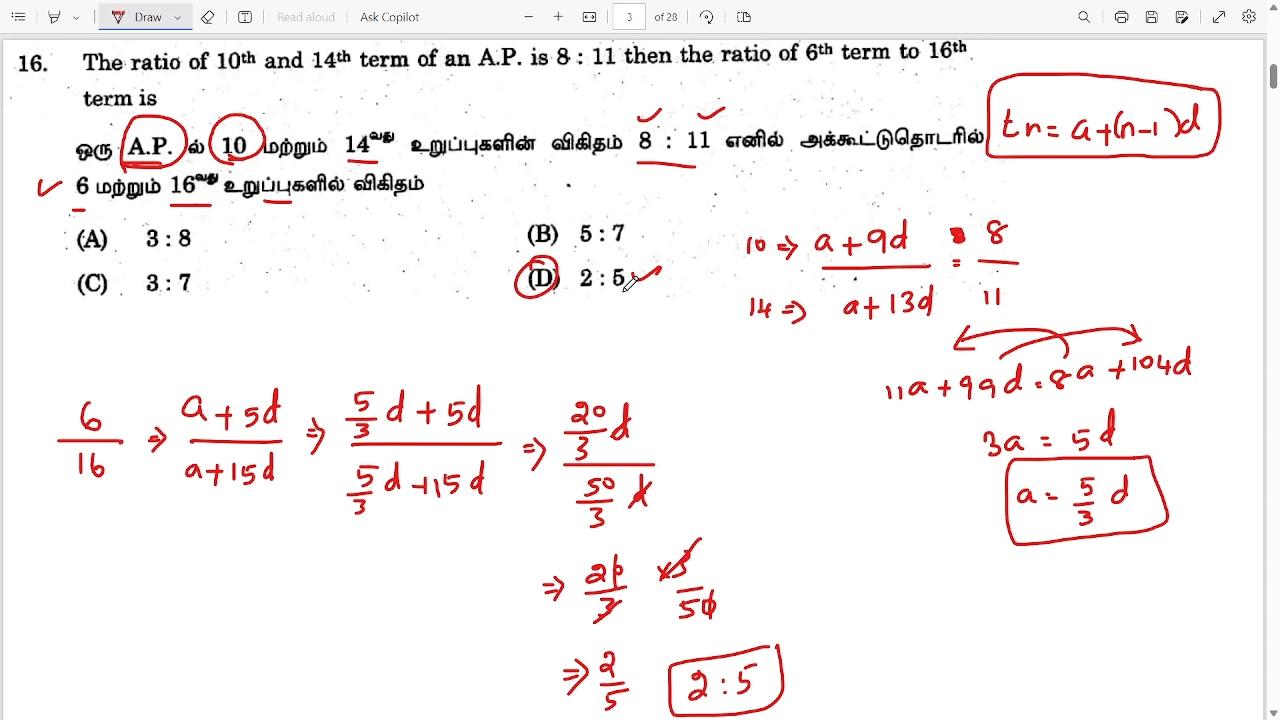 Draw
Read aloud
Ask Copilot
3
of 28
16. The ratio of 10th and 14th term of an A.P. is 8 : 11 then the ratio of 6th term to 16th
term is
ஒரு A.P. ல் 10 மற்றும் 14வது உறுப்புகளின் விகிதம் 8 : 11 எனில் அக்கூட்டுதொடரில்
6 மற்றும் 16வது உறுப்புகளில் விகிதம்
(A) 3 : 8
(B) 5 : 7
(C) 3 : 7
(D) 2 : 5
tn = a+(n-1)d
10 ⇒ a+9d / 14 ⇒ a+13d = 8/11
11a+99d = 8a+104d
3a = 5d
a = 5/3 d
6/16 ⇒ a+5d / a+15d ⇒ 5/3 d + 5d / 5/3 d + 15d ⇒ 20/3 d / 50/3 d
⇒ 20/3 × 3/50
⇒ 2/5
2 : 5